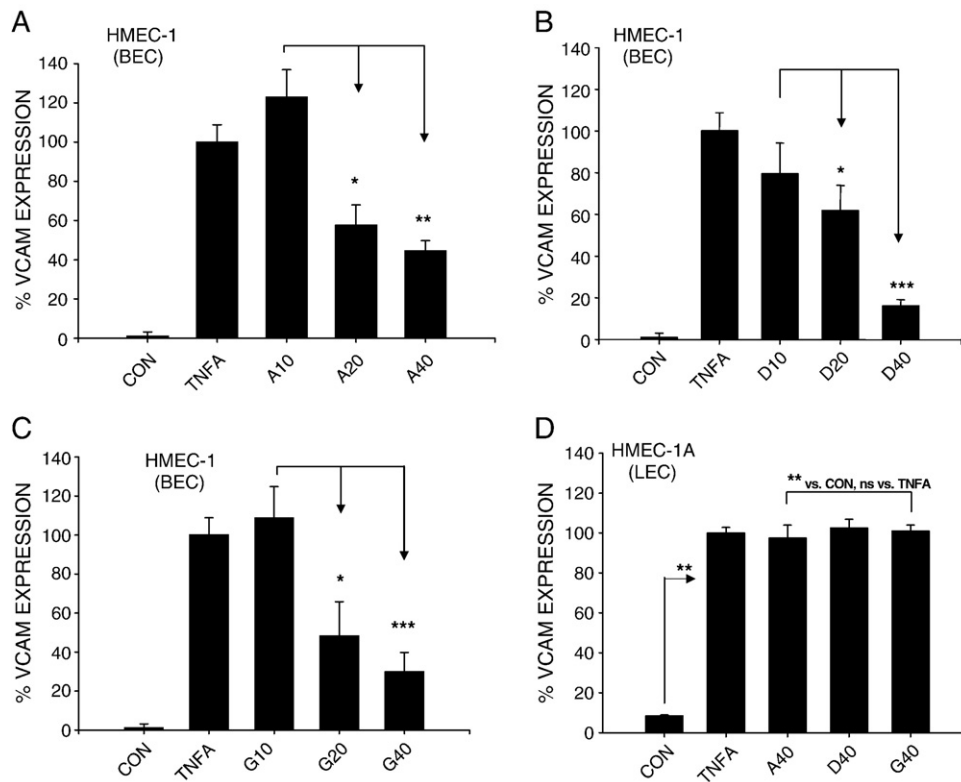 A
HMEC-1
(BEC)
% VCAM EXPRESSION
140
120
100
80
60
40
20
0
*
**
CON
TNFA
A10
A20
A40
B
HMEC-1
(BEC)
% VCAM EXPRESSION
140
120
100
80
60
40
20
0
*
***
CON
TNFA
D10
D20
D40
C
HMEC-1
(BEC)
% VCAM EXPRESSION
140
120
100
80
60
40
20
0
*
***
CON
TNFA
G10
G20
G40
D
HMEC-1A
(LEC)
% VCAM EXPRESSION
140
120
100
80
60
40
20
0
** vs. CON, ns vs. TNFA
**
CON
TNFA
A40
D40
G40